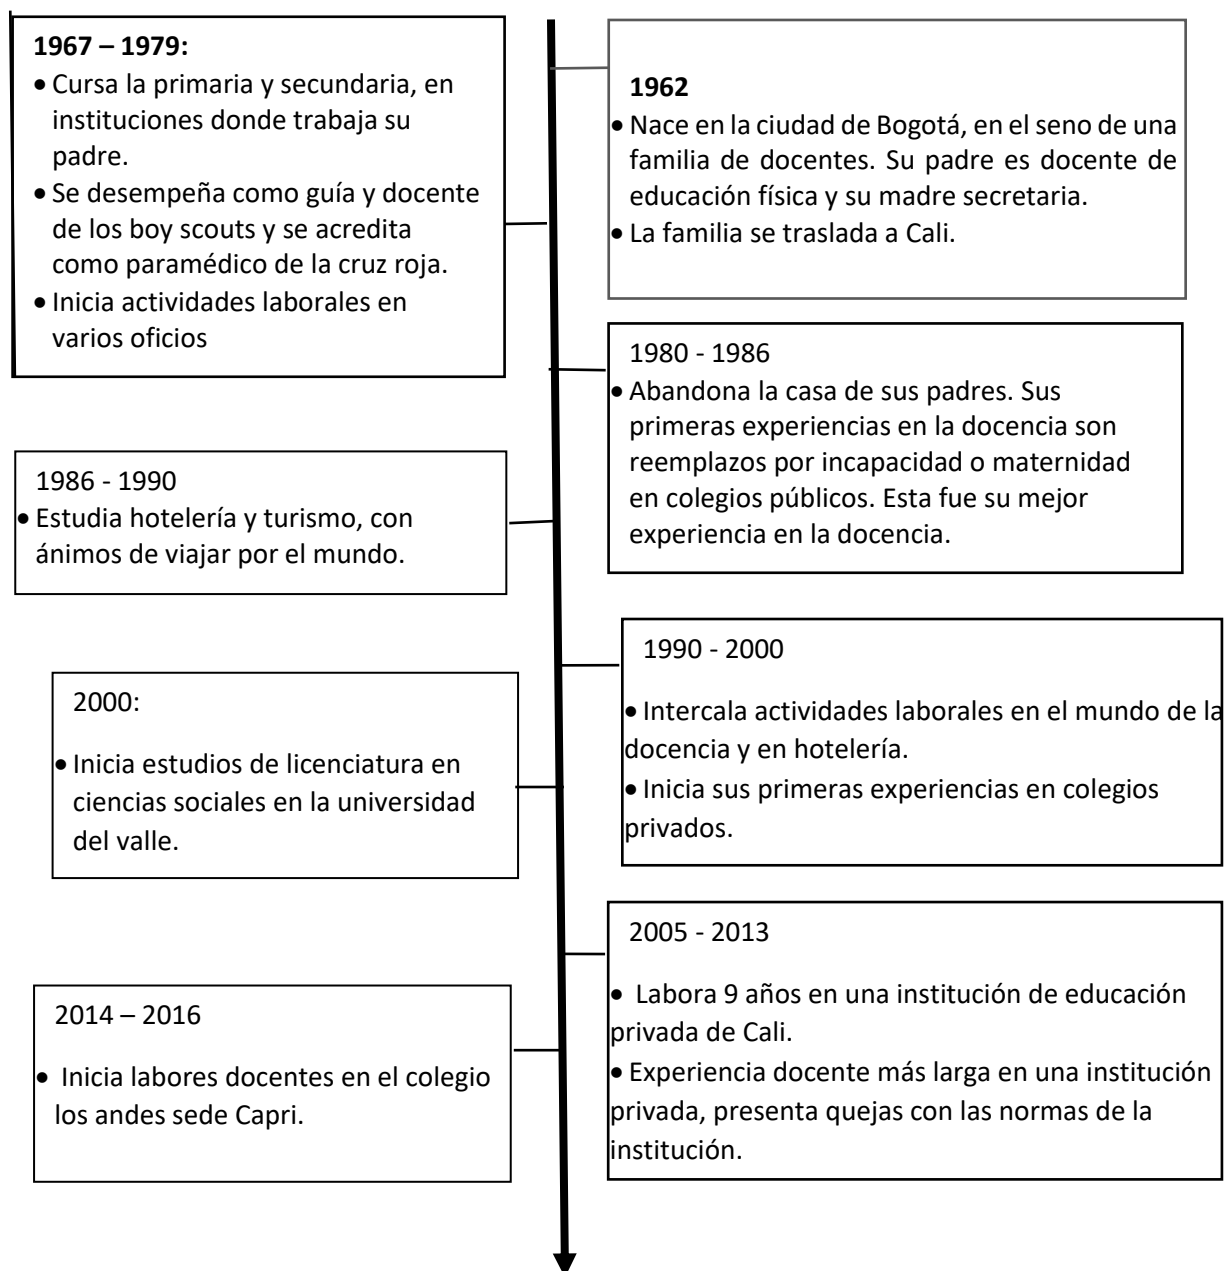 1967 – 1979:
• Cursa la primaria y secundaria, en
instituciones donde trabaja su
padre.
• Se desempeña como guía y docente
de los boy scouts y se acredita
como paramédico de la cruz roja.
• Inicia actividades laborales en
varios oficios
1962
• Nace en la ciudad de Bogotá, en el seno de una
familia de docentes. Su padre es docente de
educación física y su madre secretaria.
• La familia se traslada a Cali.
1980 - 1986
• Abandona la casa de sus padres. Sus
primeras experiencias en la docencia son
reemplazos por incapacidad o maternidad
en colegios públicos. Esta fue su mejor
experiencia en la docencia.
1986 - 1990
• Estudia hotelería y turismo, con
ánimos de viajar por el mundo.
1990 - 2000
• Intercala actividades laborales en el mundo de la
docencia y en hotelería.
• Inicia sus primeras experiencias en colegios
privados.
2000:
• Inicia estudios de licenciatura en
ciencias sociales en la universidad
del valle.
2005 - 2013
• Labora 9 años en una institución de educación
privada de Cali.
• Experiencia docente más larga en una institución
privada, presenta quejas con las normas de la
institución.
2014 – 2016
• Inicia labores docentes en el colegio
los andes sede Capri.